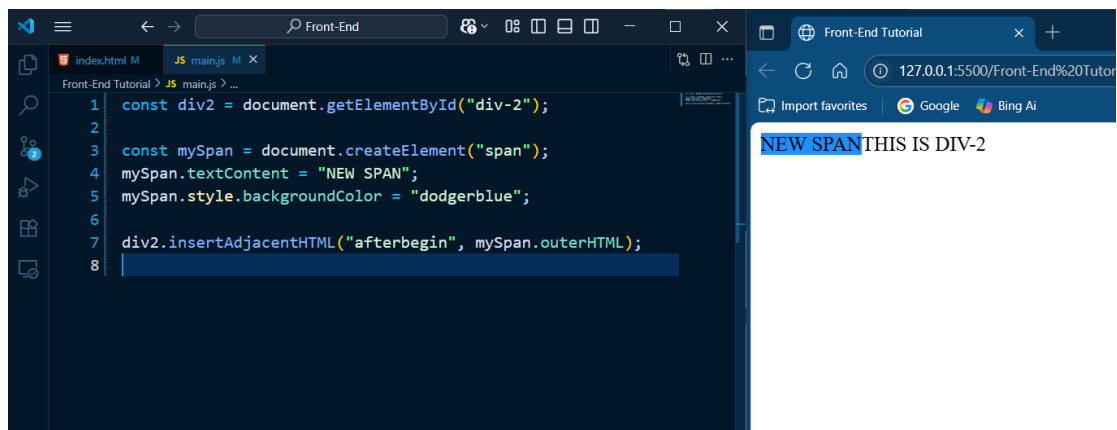 Front-End
index.html M
JS main.js M
Front-End Tutorial > JS main.js > ...
1 const div2 = document.getElementById("div-2");
2
3 const mySpan = document.createElement("span");
4 mySpan.textContent = "NEW SPAN";
5 mySpan.style.backgroundColor = "dodgerblue";
6
7 div2.insertAdjacentHTML("afterbegin", mySpan.outerHTML);
8
2
Front-End Tutorial
127.0.0.1:5500/Front-End%20Tutor
Import favorites
Google
Bing Ai
NEW SPANTHIS IS DIV-2